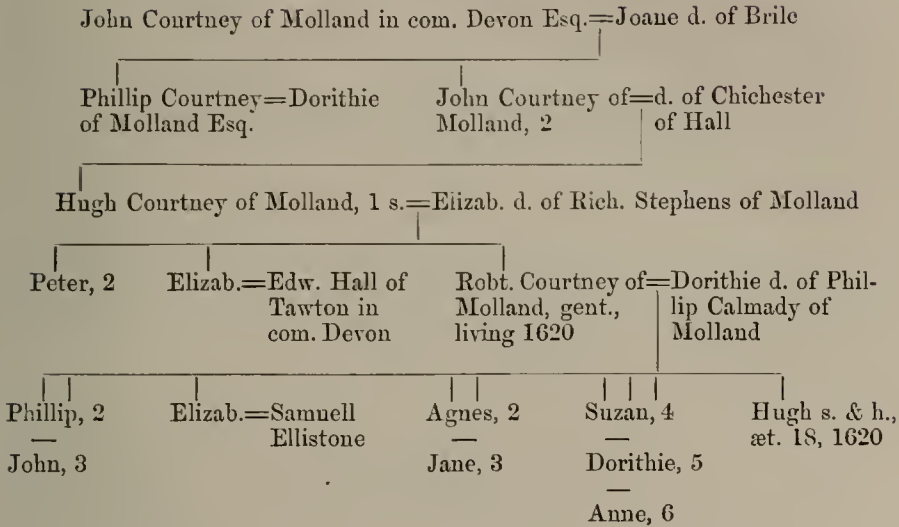 John Courtney of Molland in com. Devon Esq.=Joane d. of Brile
Phillip Courtney=Dorithie
of Molland Esq.
John Courtney of=d. of Chichester
Molland, 2
of Hall
Hugh Courtney of Molland, 1 s.=Elizab. d. of Rich. Stephens of Molland
Peter, 2
Elizab.=Edw. Hall of
Tawton in
com. Devon
Robt. Courtney of=Dorithie d. of Phil-
Molland, gent.,
lip Calmady of
living 1620
Molland
Phillip, 2
—
John, 3
Elizab.=Samuell
Ellistone
Agnes, 2
—
Jane, 3
Suzan, 4
—
Dorithie, 5
—
Anne, 6
Hugh s. & h.,
æt. 18, 1620